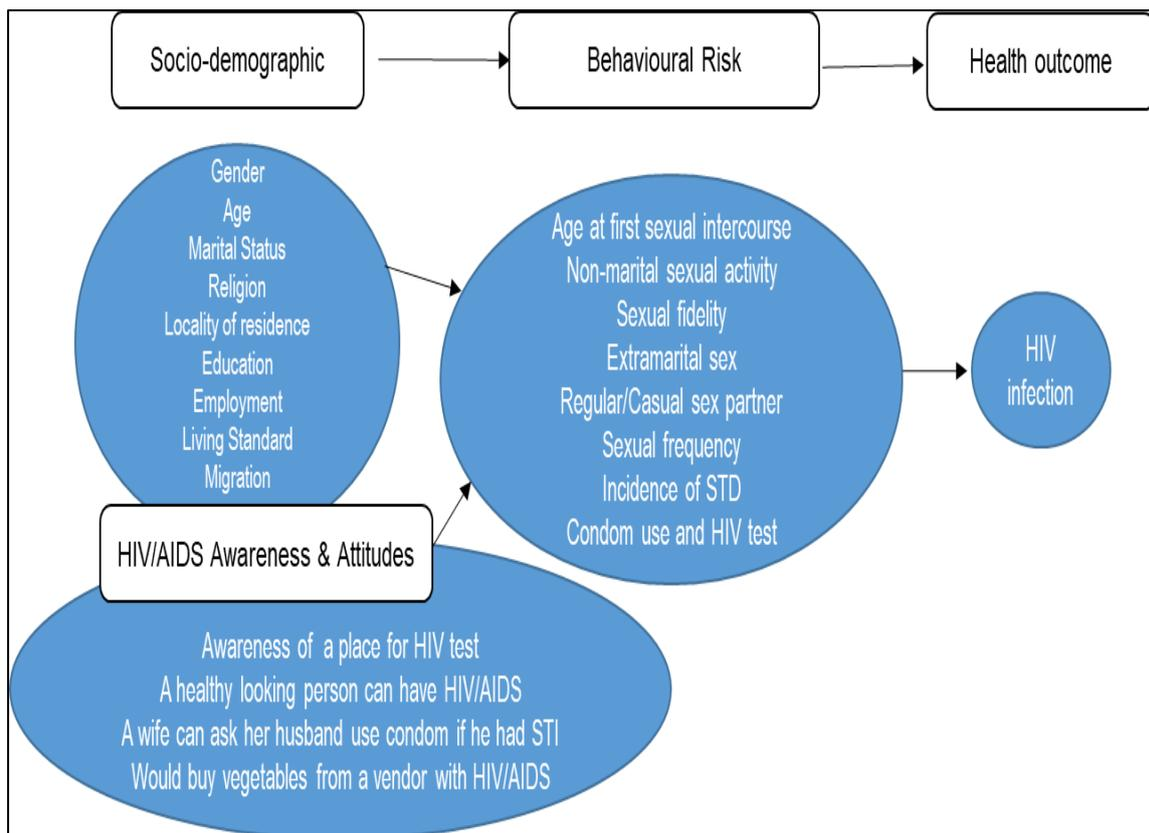 Socio-demographic
Behavioural Risk
Health outcome
Gender
Age
Marital Status
Religion
Locality of residence
Education
Employment
Living Standard
Migration
Age at first sexual intercourse
Non-marital sexual activity
Sexual fidelity
Extramarital sex
Regular/Casual sex partner
Sexual frequency
Incidence of STD
Condom use and HIV test
HIV
infection
HIV/AIDS Awareness & Attitudes
Awareness of a place for HIV test
A healthy looking person can have HIV/AIDS
A wife can ask her husband use condom if he had STI
Would buy vegetables from a vendor with HIV/AIDS